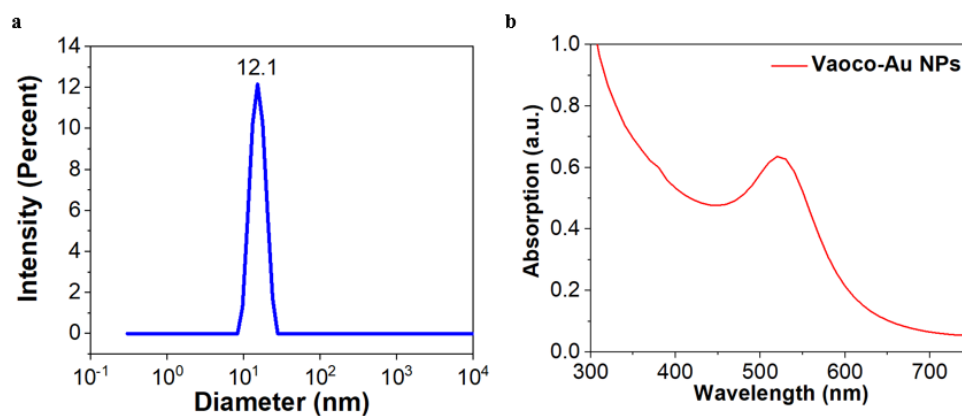 a
14
12.1
12
10
8
6
4
2
0
Intensity (Percent)
10⁻¹ 10⁰ 10¹ 10² 10³ 10⁴
Diameter (nm)
b
1.0
Vaoco-Au NPs
0.8
0.6
0.4
0.2
0.0
Absorption (a.u.)
300 400 500 600 700
Wavelength (nm)